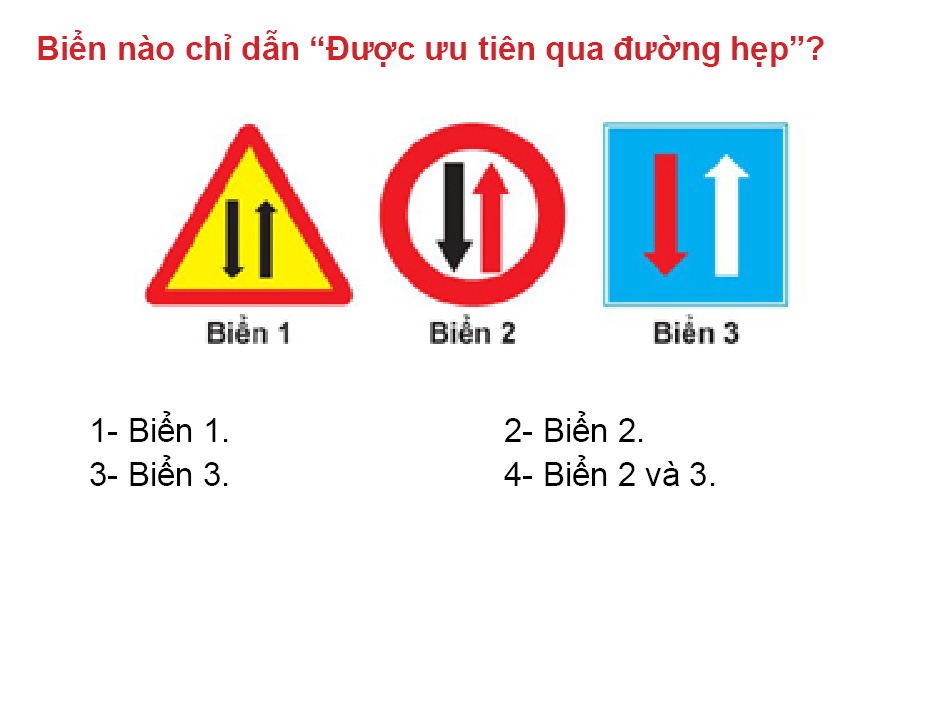 Biển nào chỉ dẫn “Được ưu tiên qua đường hẹp”?
Biển 1 Biển 2 Biển 3
1- Biển 1. 2- Biển 2.
3- Biển 3. 4- Biển 2 và 3.